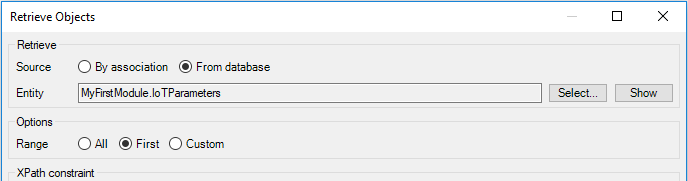 Retrieve Objects
Retrieve
Source By association From database
Entity MyFirstModule.IoTParameters Select... Show
Options
Range All First Custom
XPath constraint